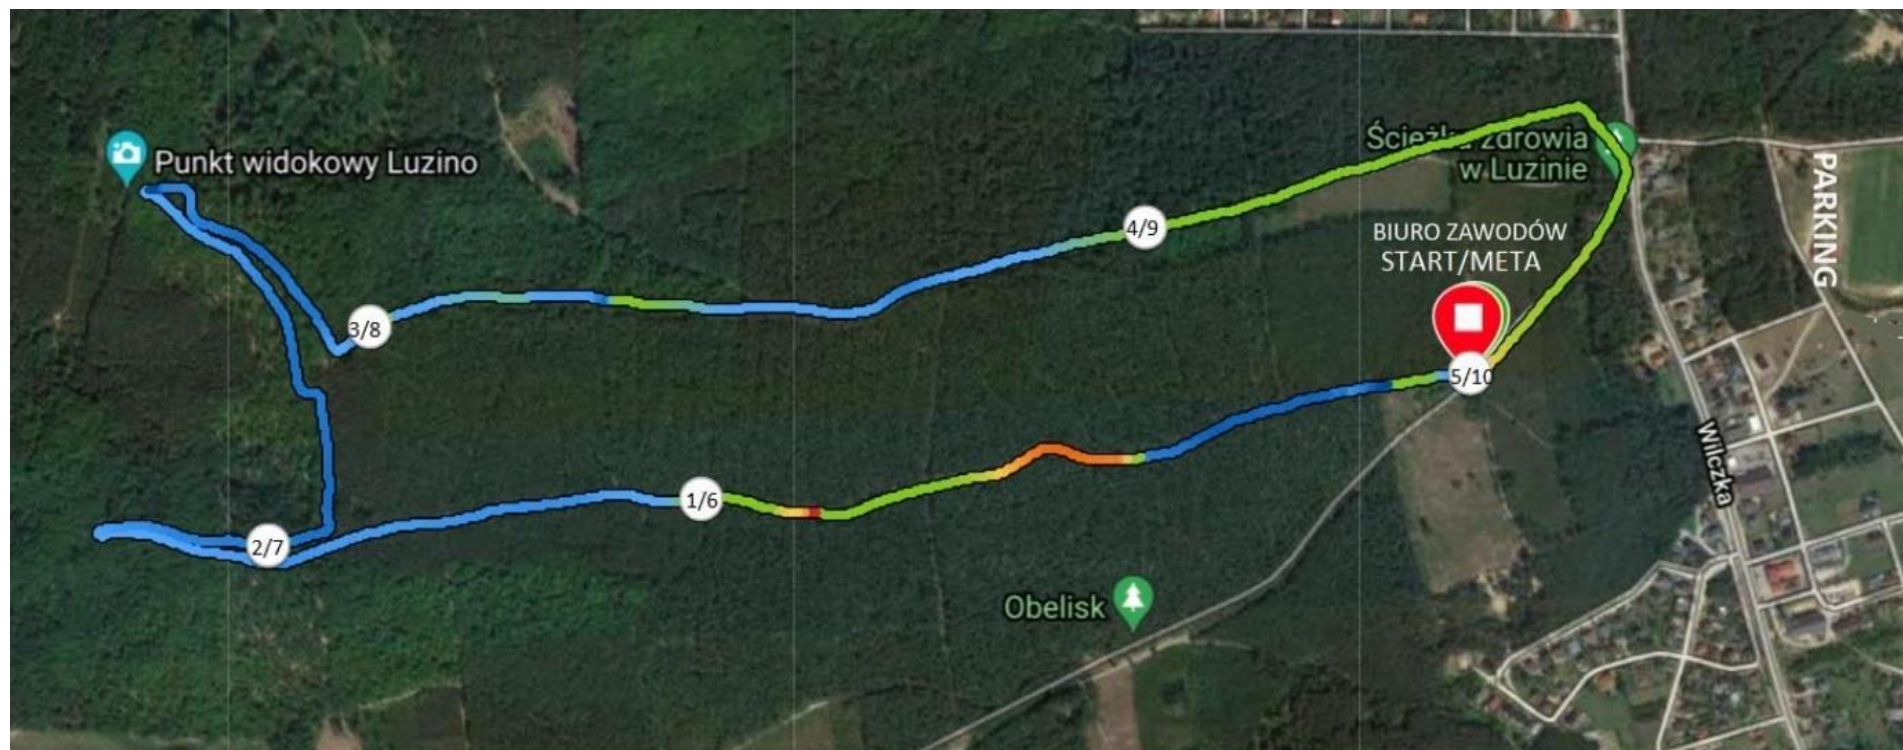 Ścieżka Zdrowia
w Luzinie
Punkt widokowy Luzino
PARKING
4/9
BIURO ZAWODÓW
START/META
3/8
5/10
Wilczka
1/6
2/7
Obelisk